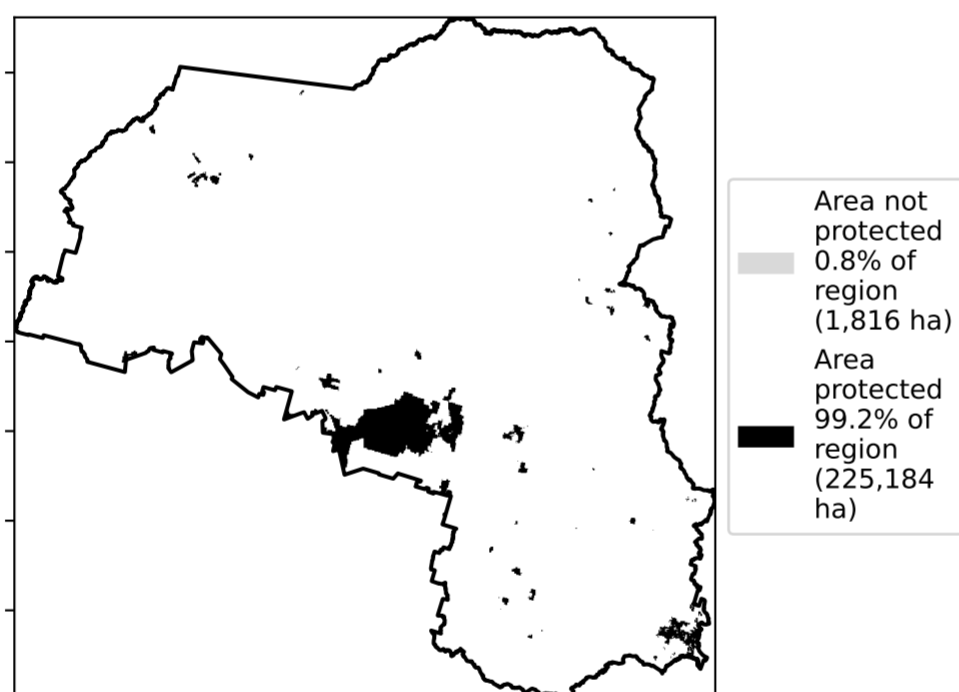 Area not
protected
0.8% of
region
(1,816 ha)
Area
protected
99.2% of
region
(225,184
ha)